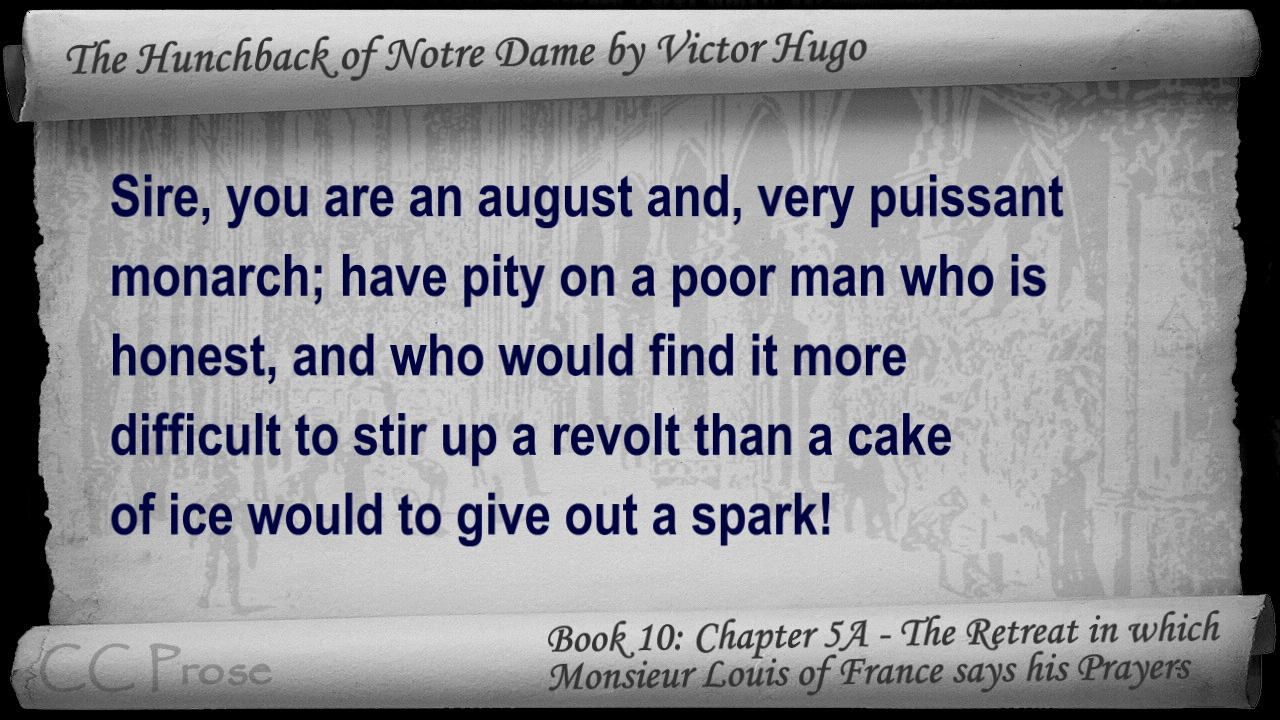 The Hunchback of Notre Dame by Victor Hugo
Sire, you are an august and, very puissant
monarch; have pity on a poor man who is
honest, and who would find it more
difficult to stir up a revolt than a cake
of ice would to give out a spark!
CC Prose
Book 10: Chapter 5A - The Retreat in which
Monsieur Louis of France says his Prayers